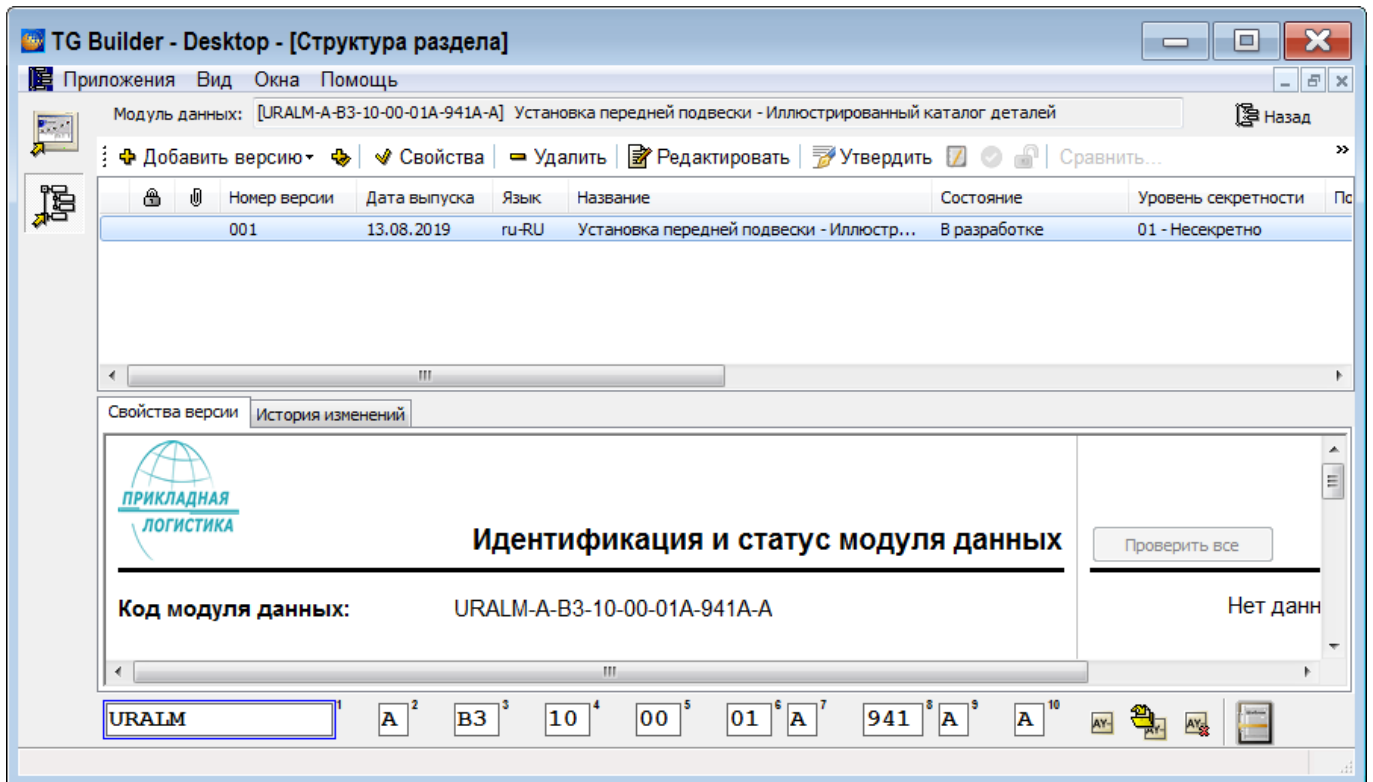 TG Builder - Desktop - [Структура раздела]
Приложения Вид Окна Помощь
Модуль данных: [URALM-A-B3-10-00-01A-941A-A] Установка передней подвески - Иллюстрированный каталог деталей Назад
Добавить версию Свойства Удалить Редактировать Утвердить Сравнить... »
Номер версии Дата выпуска Язык Название Состояние Уровень секретности Пс
001 13.08.2019 ru-RU Установка передней подвески - Иллюстр... В разработке 01 - Несекретно
Свойства версии История изменений
ПРИКЛАДНАЯ
ЛОГИСТИКА
Идентификация и статус модуля данных Проверить все
Код модуля данных: URALM-A-B3-10-00-01A-941A-A Нет данн
URALM 1 A 2 B3 3 10 4 00 5 01 6 A 7 941 8 A 9 A 10 AY- AY- AY-